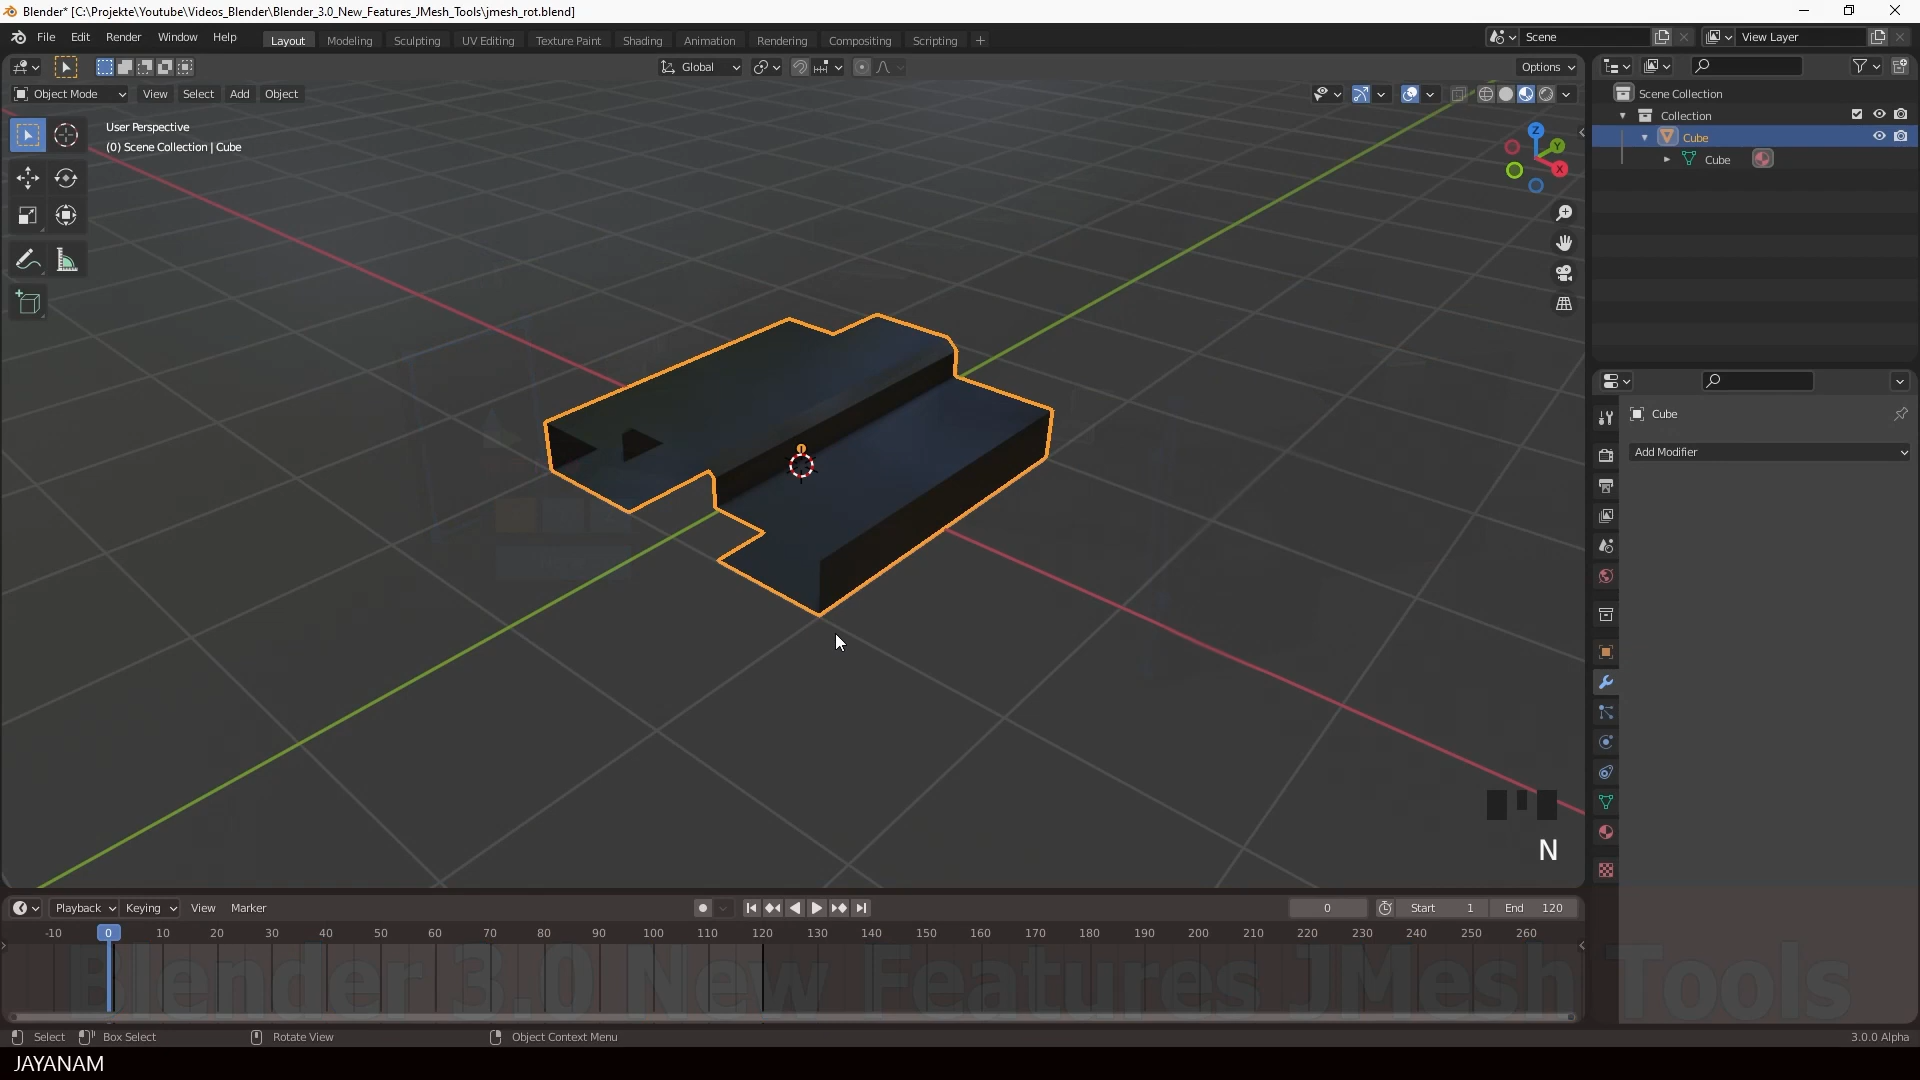 Blender* [C:\Projekte\Youtube\Videos_Blender\Blender_3.0_New_Features_JMesh_Tools\jmesh_rot.blend]
File Edit Render Window Help Layout Modeling Sculpting UV Editing Texture Paint Shading Animation Rendering Compositing Scripting + Scene View Layer
Global Options
Object Mode View Select Add Object
Scene Collection
Collection
Cube
Cube
User Perspective
(0) Scene Collection | Cube
Z
Y
X
Cube
Add Modifier
N
Playback Keying View Marker 0 Start 1 End 120
-10 0 10 20 30 40 50 60 70 80 90 100 110 120 130 140 150 160 170 180 190 200 210 220 230 240 250 260
Blender 3.0 New Features JMesh Tools
Select Box Select Rotate View Object Context Menu 3.0.0 Alpha
JAYANAM